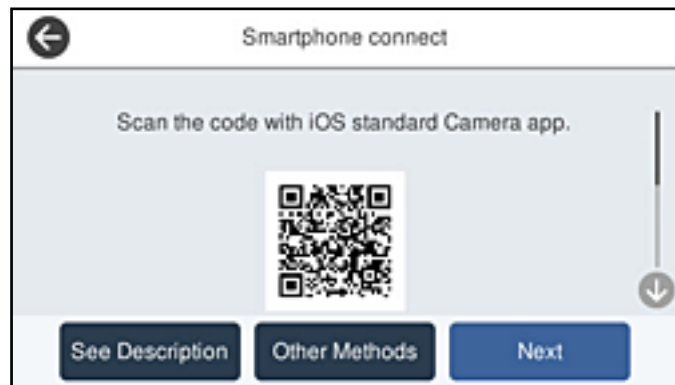 Smartphone connect
Scan the code with iOS standard Camera app.
See Description
Other Methods
Next